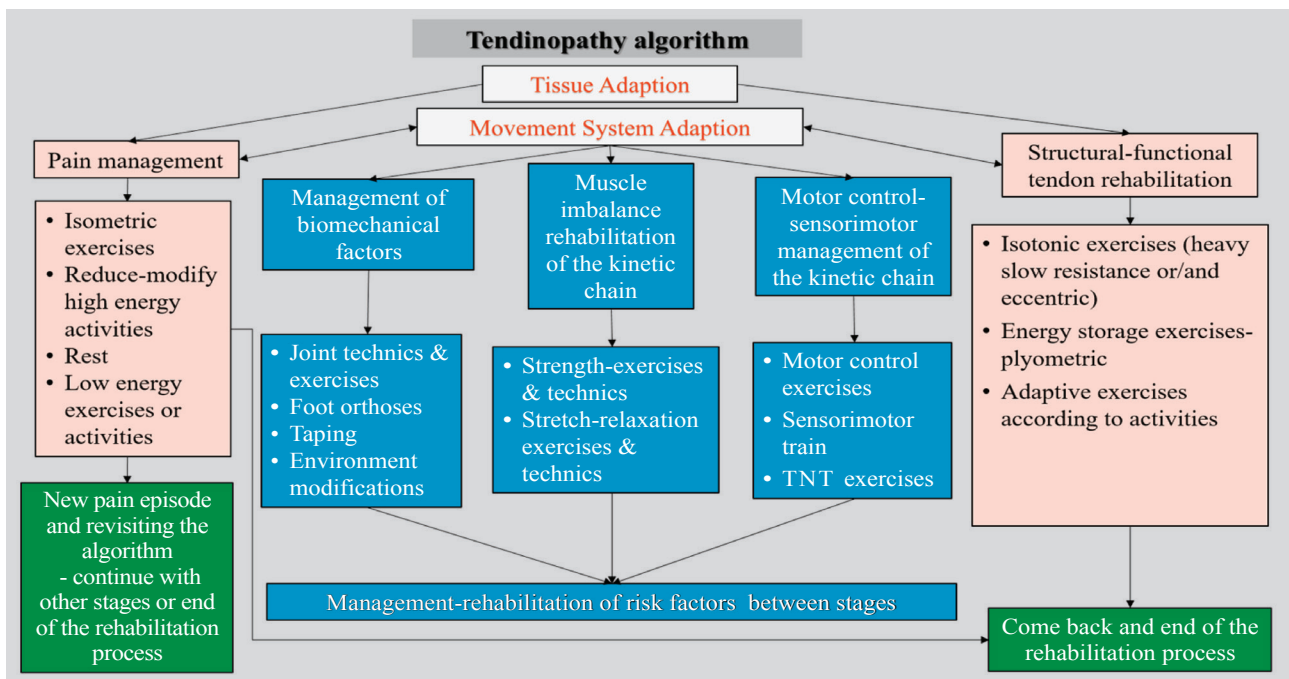 Tendinopathy algorithm
Tissue Adaption
Movement System Adaption
Pain management
• Isometric
exercises
• Reduce-modify
high energy
activities
• Rest
• Low energy
exercises or
activities
New pain episode
and revisiting the
algorithm
- continue with
other stages or end
of the rehabilitation
process
Management of
biomechanical
factors
• Joint technics &
exercises
• Foot orthoses
• Taping
• Environment
modifications
Muscle
imbalance
rehabilitation
of the kinetic
chain
• Strength-exercises
& technics
• Stretch-relaxation
exercises &
technics
Motor control-
sensorimotor
management of
the kinetic chain
• Motor control
exercises
• Sensorimotor
train
• TNT exercises
Management-rehabilitation of risk factors between stages
Structural-functional
tendon rehabilitation
• Isotonic exercises (heavy
slow resistance or/and
eccentric)
• Energy storage exercises-
plyometric
• Adaptive exercises
according to activities
Come back and end of the
rehabilitation process